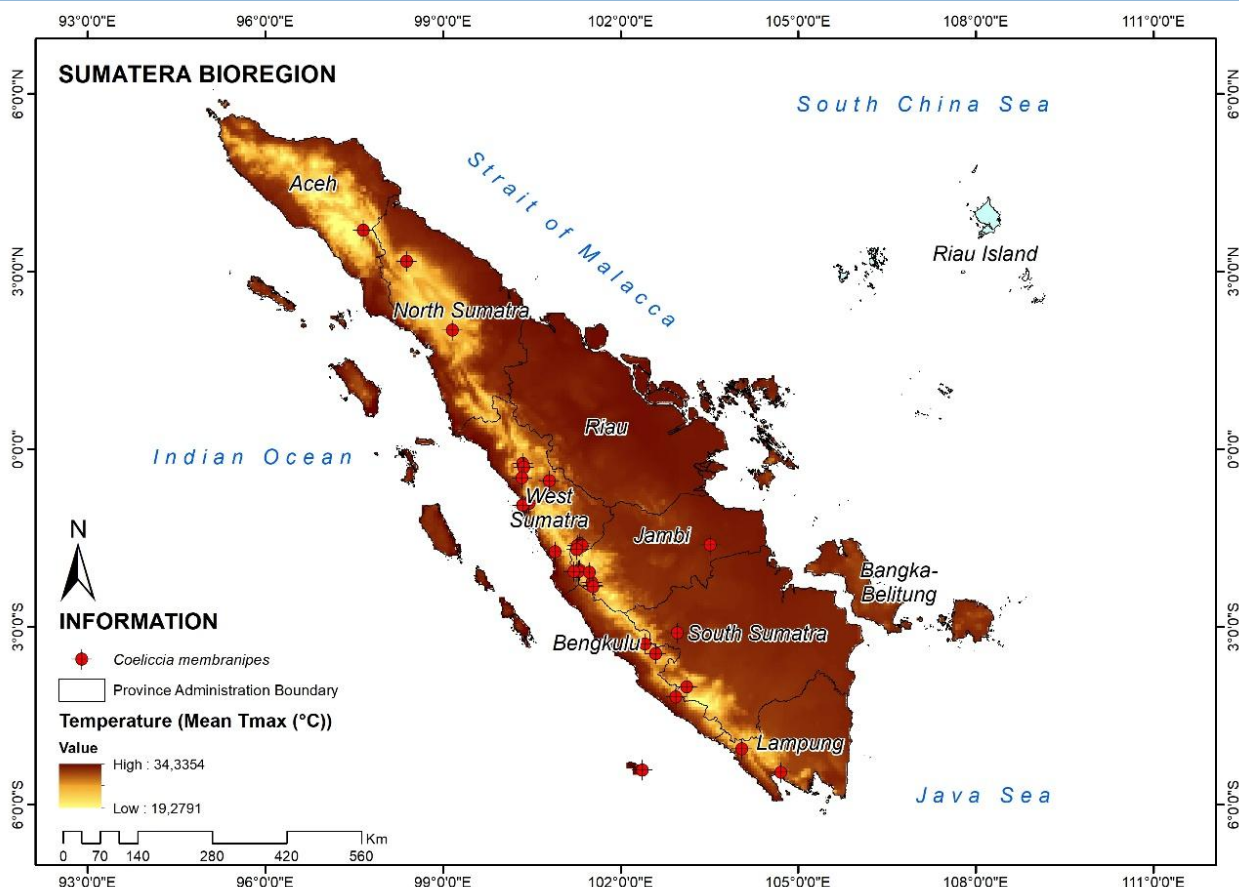 93°0'0"E 96°0'0"E 99°0'0"E 102°0'0"E 105°0'0"E 108°0'0"E 111°0'0"E
SUMATERA BIOREGION
6°0'0"N
6°0'0"N
South China Sea
Strait of Malacca
Aceh
Riau Island
3°0'0"N
3°0'0"N
North Sumatra
Riau
0°0'0"
0°0'0"
Indian Ocean
West
Sumatra
Jambi
Bangka-
Belitung
N
3°0'0"S
3°0'0"S
Bengkulu
South Sumatra
Lampung
6°0'0"S
6°0'0"S
Java Sea
INFORMATION
Coeliccia membranipes
Province Administration Boundary
Temperature (Mean Tmax (°C))
Value
High : 34,3354
Low : 19,2791
Km
0 70 140 280 420 560
93°0'0"E 96°0'0"E 99°0'0"E 102°0'0"E 105°0'0"E 108°0'0"E 111°0'0"E